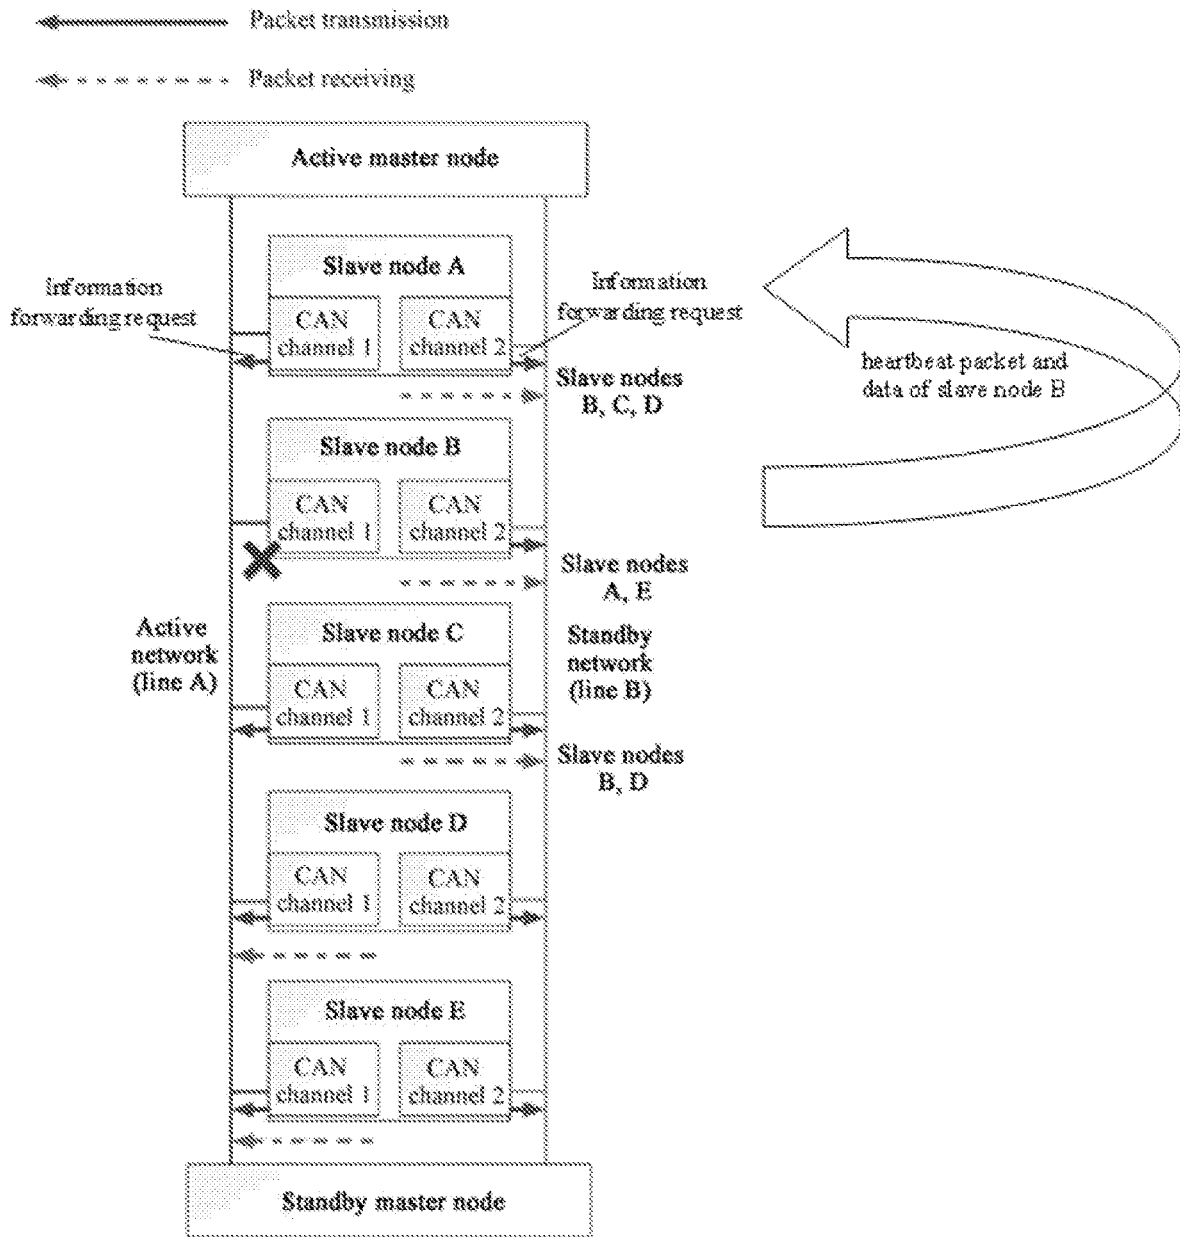 Packet transmission
Packet receiving
Active master node
Slave node A
Information
forwarding request
CAN
channel 1
CAN
channel 2
Information
forwarding request
Slave nodes
B, C, D
heartbeat packet and
data of slave node B
Slave node B
CAN
channel 1
CAN
channel 2
Slave nodes
A, E
Active
network
(line A)
Slave node C
CAN
channel 1
CAN
channel 2
Standby
network
(line B)
Slave nodes
B, D
Slave node D
CAN
channel 1
CAN
channel 2
Slave node E
CAN
channel 1
CAN
channel 2
Standby master node